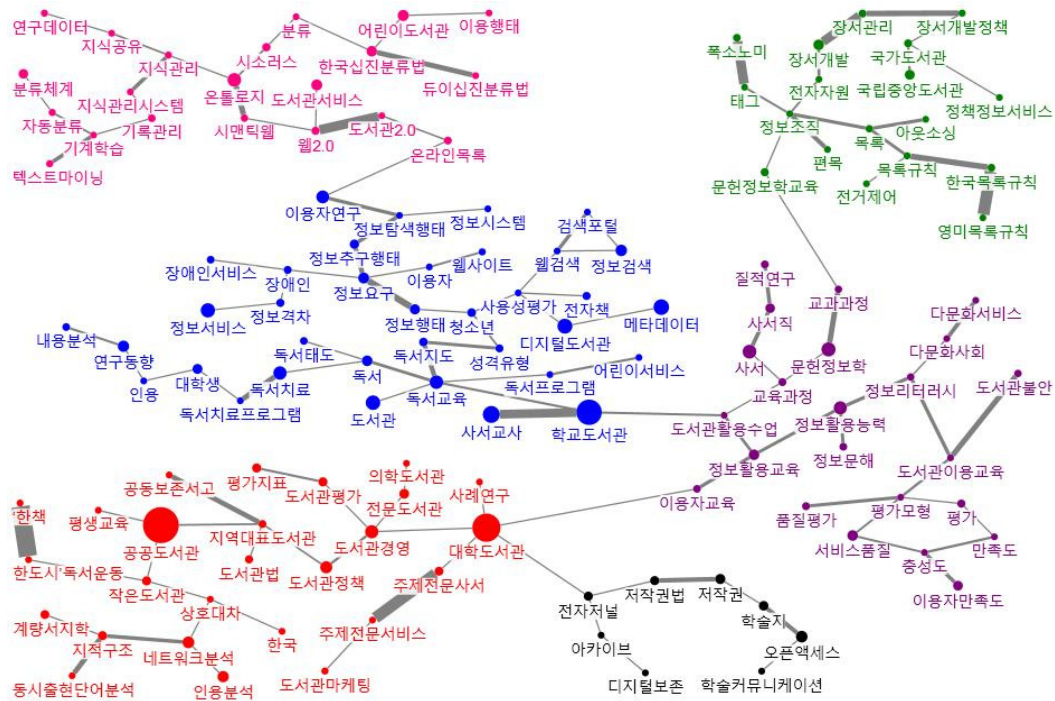 연구데이터
지식공유
지식관리
지식관리시스템
분류체계
자동분류
기록관리
기계학습
텍스트마이닝
분류
시소러스
온톨로지
시맨틱웹
도서관서비스
웹2.0
도서관2.0
온라인목록
어린이도서관
이용행태
한국십진분류법
듀이십진분류법
폭소노미
태그
장서관리
장서개발
전자자원
정보조직
장서개발정책
국가도서관
국립중앙도서관
정책정보서비스
목록
아웃소싱
편목
목록규칙
전거제어
한국목록규칙
영미목록규칙
문헌정보학교육
이용자연구
정보탐색행태
정보시스템
정보추구행태
장애인서비스
장애인
정보요구
이용자
웹사이트
정보서비스
정보격차
정보행태
청소년
검색포털
웹검색
정보검색
사용성평가
전자책
디지털도서관
메타데이터
내용분석
연구동향
인용
대학생
독서치료프로그램
독서치료
독서태도
독서
독서지도
성격유형
독서교육
도서관
독서프로그램
어린이서비스
사서교사
학교도서관
질적연구
사서직
사서
교과과정
문헌정보학
교육과정
도서관활용수업
다문화서비스
다문화사회
정보리터러시
도서관불안
정보활용능력
정보문해
정보활용교육
이용자교육
도서관이용교육
품질평가
평가모형
평가
서비스품질
충성도
만족도
이용자만족도
한책
한도시
독서운동
평생교육
공동보존서고
공공도서관
지역대표도서관
도서관법
작은도서관
상호대차
한국
계량서지학
지적구조
동시출현단어분석
네트워크분석
인용분석
평가지표
도서관평가
의학도서관
전문도서관
도서관경영
도서관정책
사례연구
대학도서관
주제전문사서
주제전문서비스
도서관마케팅
전자저널
저작권법
저작권
학술지
오픈액세스
학술커뮤니케이션
아카이브
디지털보존